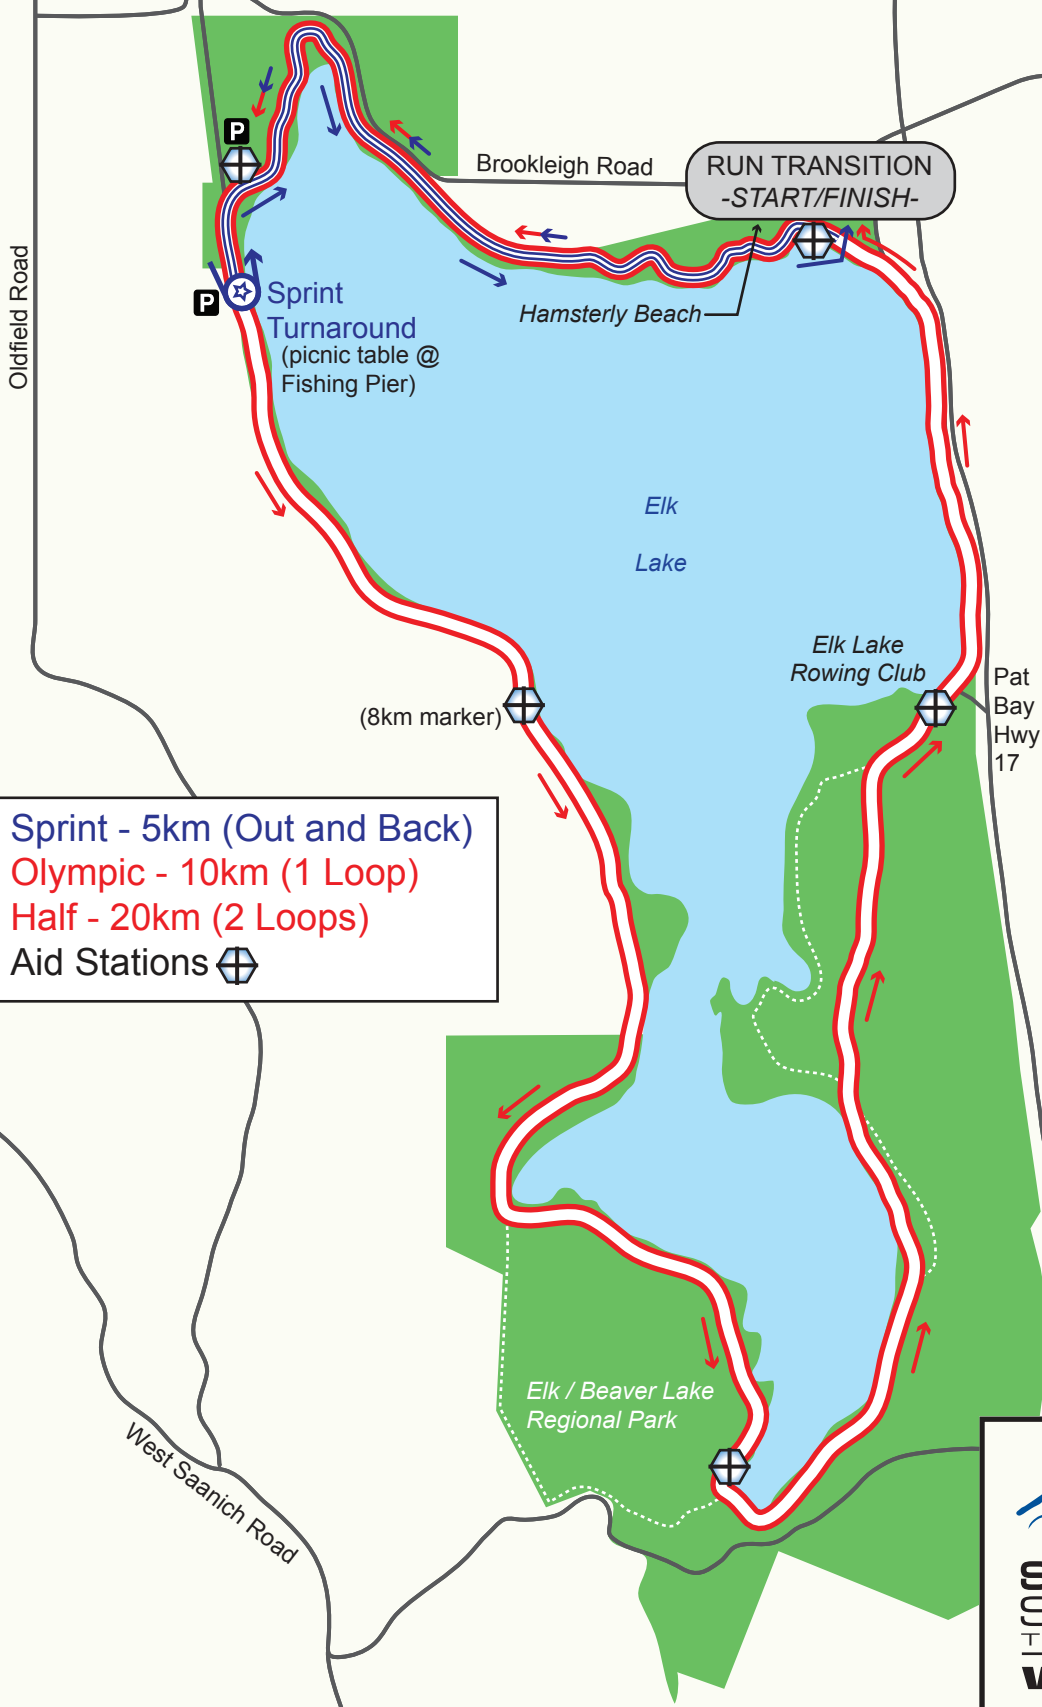 P
Brookleigh Road
RUN TRANSITION
-START/FINISH-
Oldfield Road
P
Sprint
Turnaround
(picnic table @
Fishing Pier)
Hamsterly Beach
Elk
Lake
Elk Lake
Rowing Club
Pat
Bay
Hwy
17
(8km marker)
Sprint - 5km (Out and Back)
Olympic - 10km (1 Loop)
Half - 20km (2 Loops)
Aid Stations
Elk / Beaver Lake
Regional Park
West Saanich Road